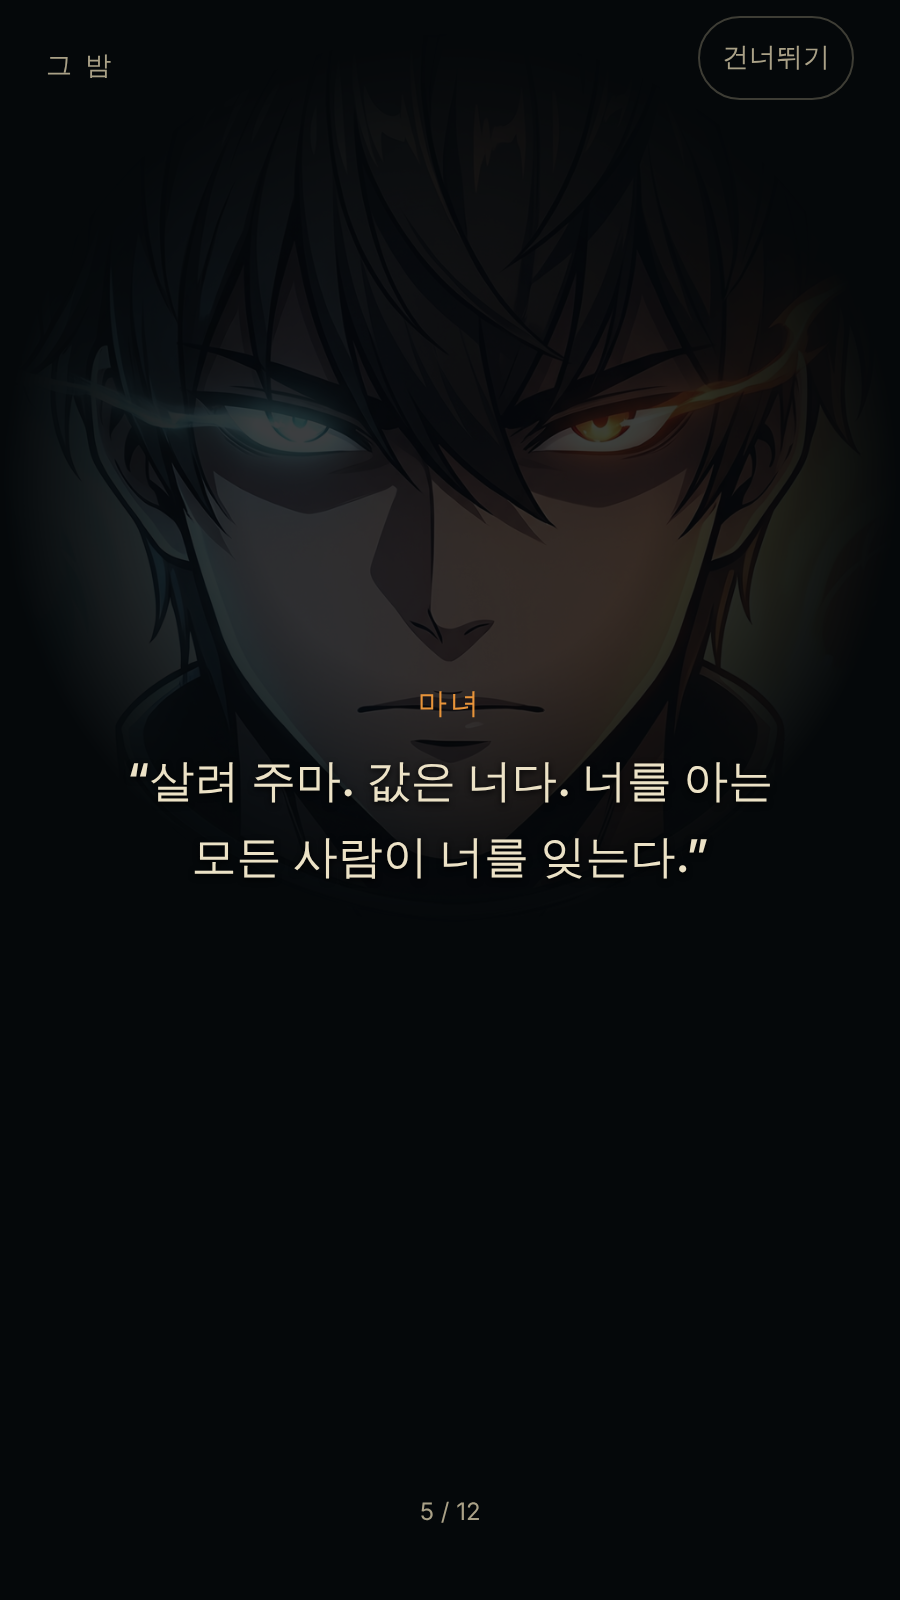 그 밤
건너뛰기
마녀
“살려 주마. 값은 너다. 너를 아는
모든 사람이 너를 잊는다.”
5 / 12